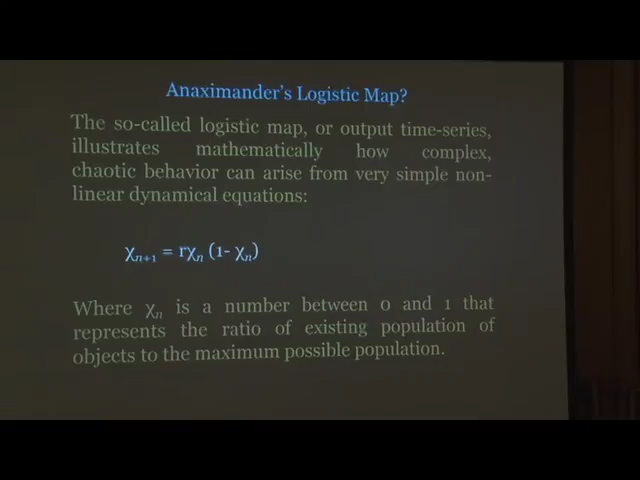 Anaximander's Logistic Map?
The so-called logistic map, or output time-series,
illustrates mathematically how complex,
chaotic behavior can arise from very simple non-
linear dynamical equations:
χₙ₊₁ = rχₙ (1- χₙ)
Where χₙ is a number between 0 and 1 that
represents the ratio of existing population of
objects to the maximum possible population.